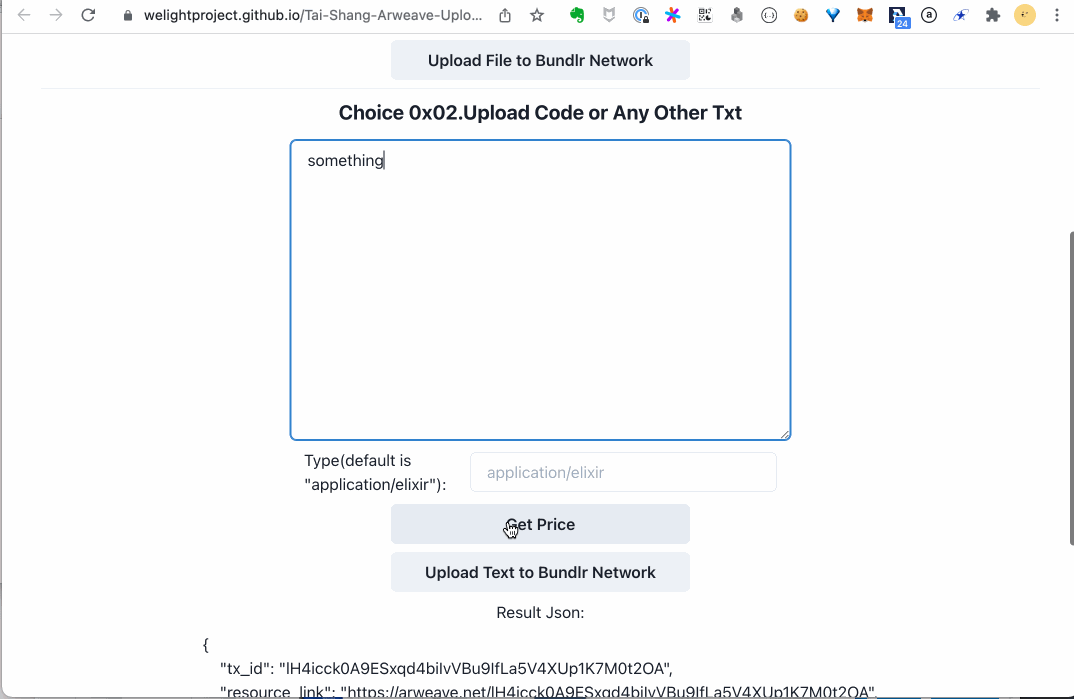 welightproject.github.io/Tai-Shang-Arweave-Uplo...
24
Upload File to Bundlr Network
Choice 0x02.Upload Code or Any Other Txt
something
Type(default is
"application/elixir"):
application/elixir
Get Price
Upload Text to Bundlr Network
Result Json:
{
"tx_id": "lH4icck0A9ESxqd4biIvVBu9IfLa5V4XUp1K7M0t2OA",
"resource_link": "https://arweave.net/lH4icck0A9ESxqd4biIvVBu9IfLa5V4XUp1K7M0t2OA",